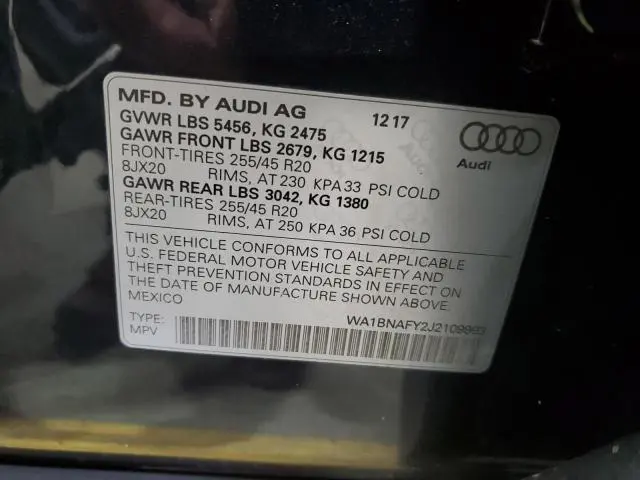 MFD. BY AUDI AG 12 17
GVWR LBS 5456, KG 2475
GAWR FRONT LBS 2679, KG 1215
FRONT-TIRES 255/45 R20
8JX20 RIMS, AT 230 KPA 33 PSI COLD
GAWR REAR LBS 3042, KG 1380
REAR-TIRES 255/45 R20
8JX20 RIMS, AT 250 KPA 36 PSI COLD
Audi
THIS VEHICLE CONFORMS TO ALL APPLICABLE
U.S. FEDERAL MOTOR VEHICLE SAFETY AND
THEFT PREVENTION STANDARDS IN EFFECT ON
THE DATE OF MANUFACTURE SHOWN ABOVE.
MEXICO
TYPE:
MPV